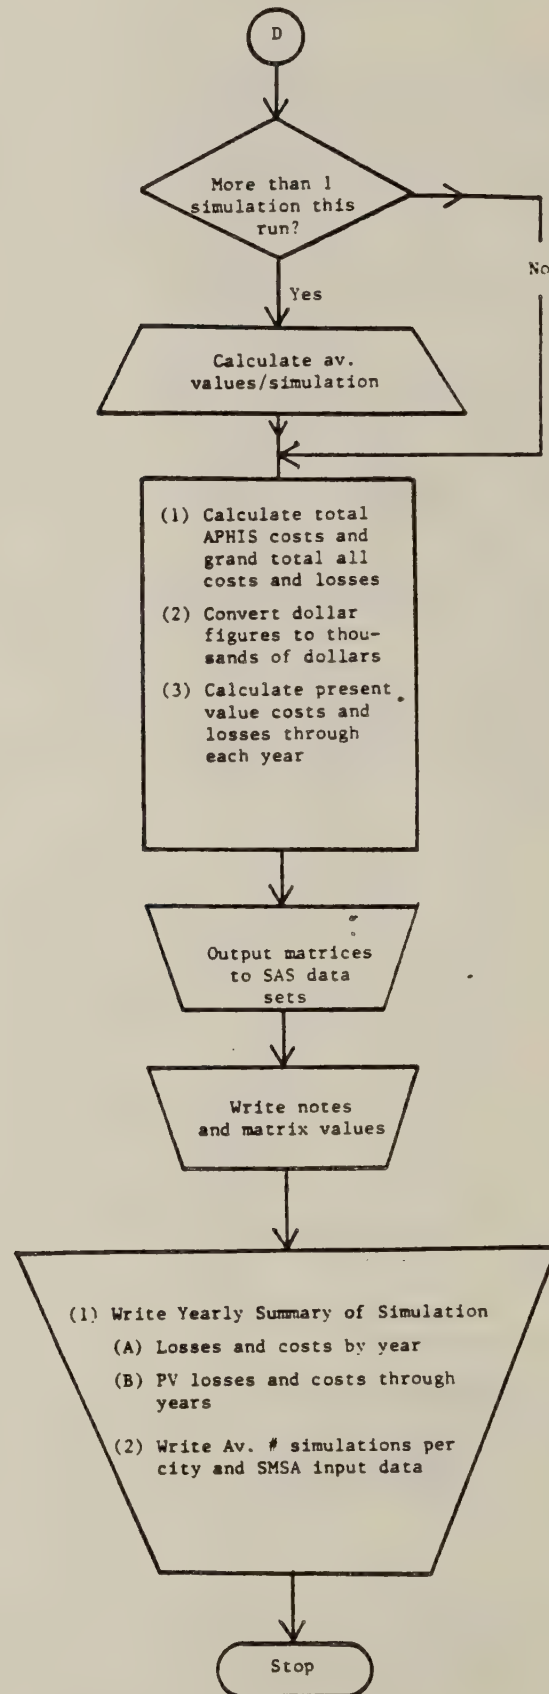 D
More than 1
simulation this
run?
No
Yes
Calculate av.
values/simulation
(1) Calculate total
APHIS costs and
grand total all
costs and losses
(2) Convert dollar
figures to thou-
sands of dollars
(3) Calculate present
value costs and
losses through
each year
Output matrices
to SAS data
sets
Write notes
and matrix values
(1) Write Yearly Summary of Simulation
(A) Losses and costs by year
(B) PV losses and costs through
years
(2) Write Av. # simulations per
city and SMSA input data
Stop